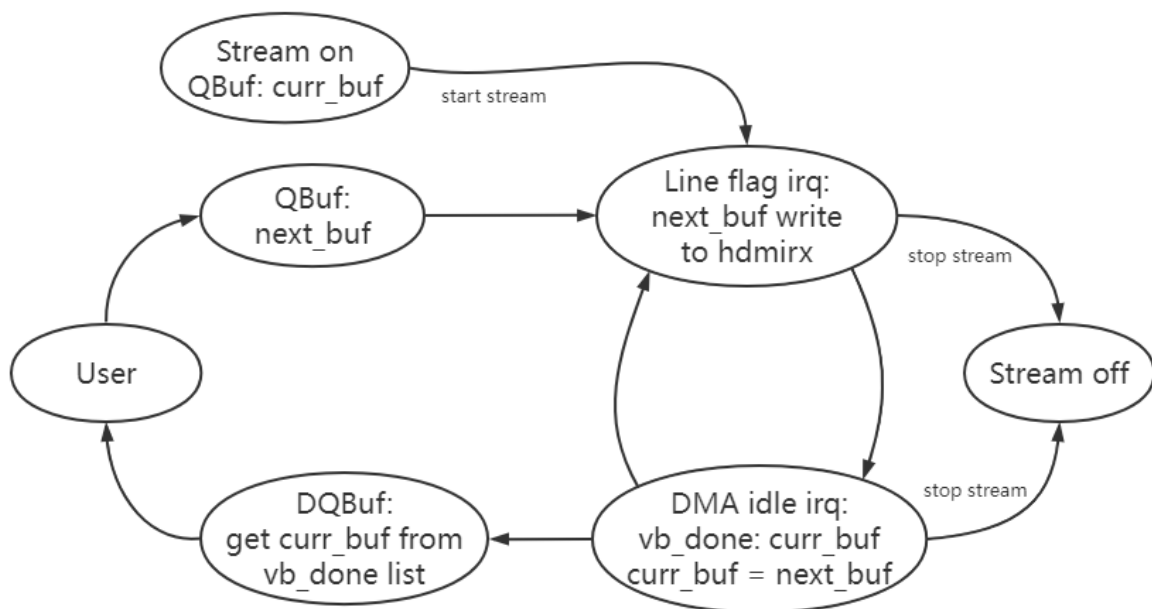 Stream on
QBuf: curr_buf
start stream
Line flag irq:
next_buf write
to hdmirx
QBuf:
next_buf
stop stream
User
Stream off
DQBuf:
get curr_buf from
vb_done list
DMA idle irq:
vb_done: curr_buf
curr_buf = next_buf
stop stream